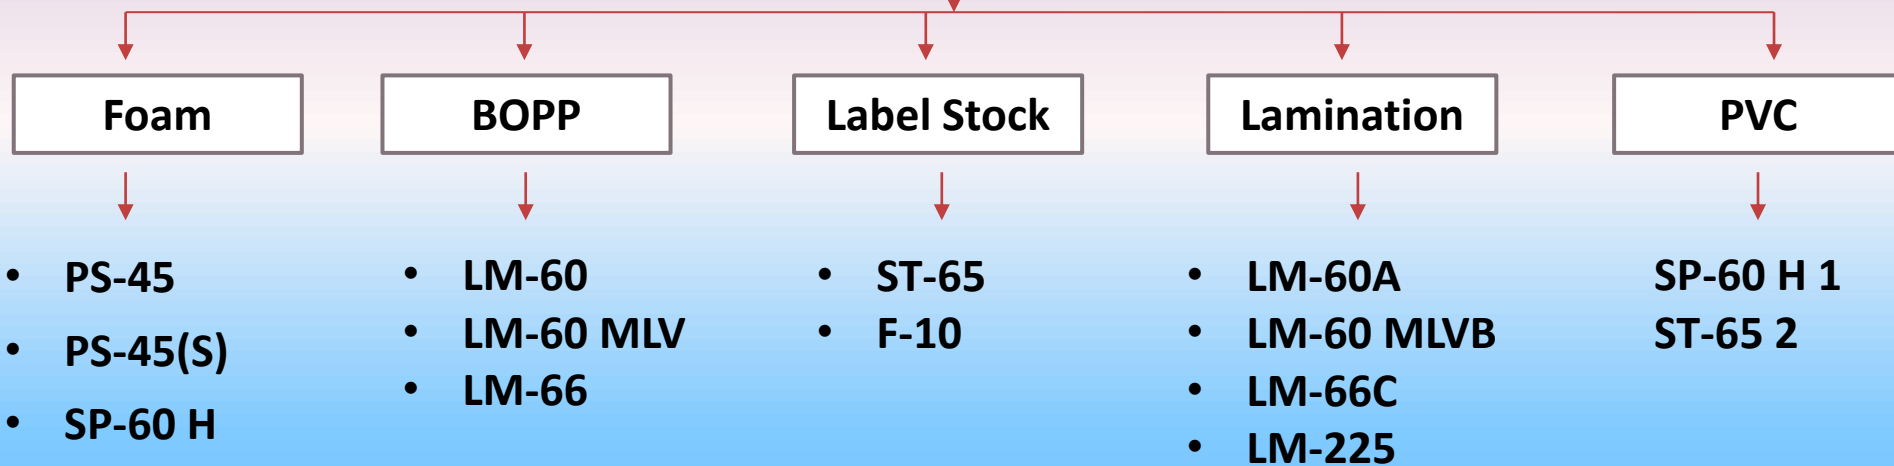 Foam
• PS-45
• PS-45(S)
• SP-60 H
BOPP
• LM-60
• LM-60 MLV
• LM-66
Label Stock
• ST-65
• F-10
Lamination
• LM-60A
• LM-60 MLVB
• LM-66C
• LM-225
PVC
SP-60 H 1
ST-65 2